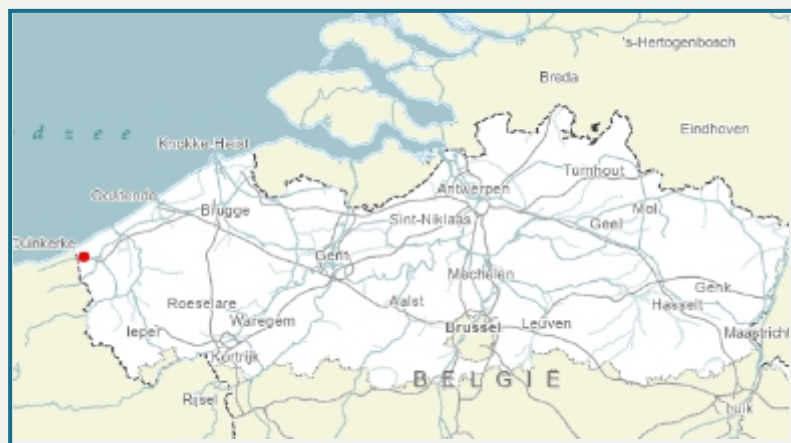 's-Hertogenbosch
Breda
Eindhoven
d z e e
Knokke-Heist
Turnhout
Antwerpen
Oostende
Mol
Brugge
Sint-Niklaas
Geel
Duinkerke
Gent
Mechelen
Genk
Roeselare
Aalst
Hasselt
Waregem
Ieper
Brussel
Leuven
Maastricht
Kortrijk
BELGIË
Rijsel
Luik